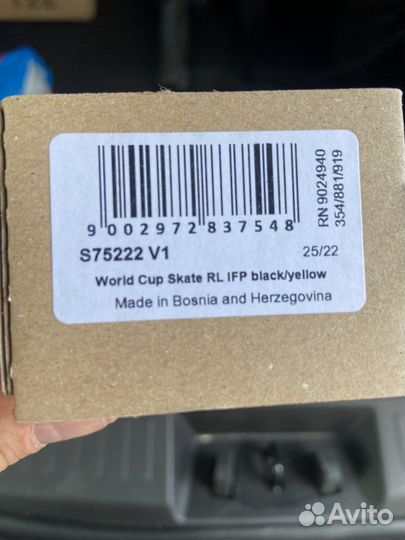 125
9 002972 837548
RN 9024940
354/881/919
S75222 V1
25/22
World Cup Skate RL IFP black/yellow
Made in Bosnia and Herzegovina
Avito